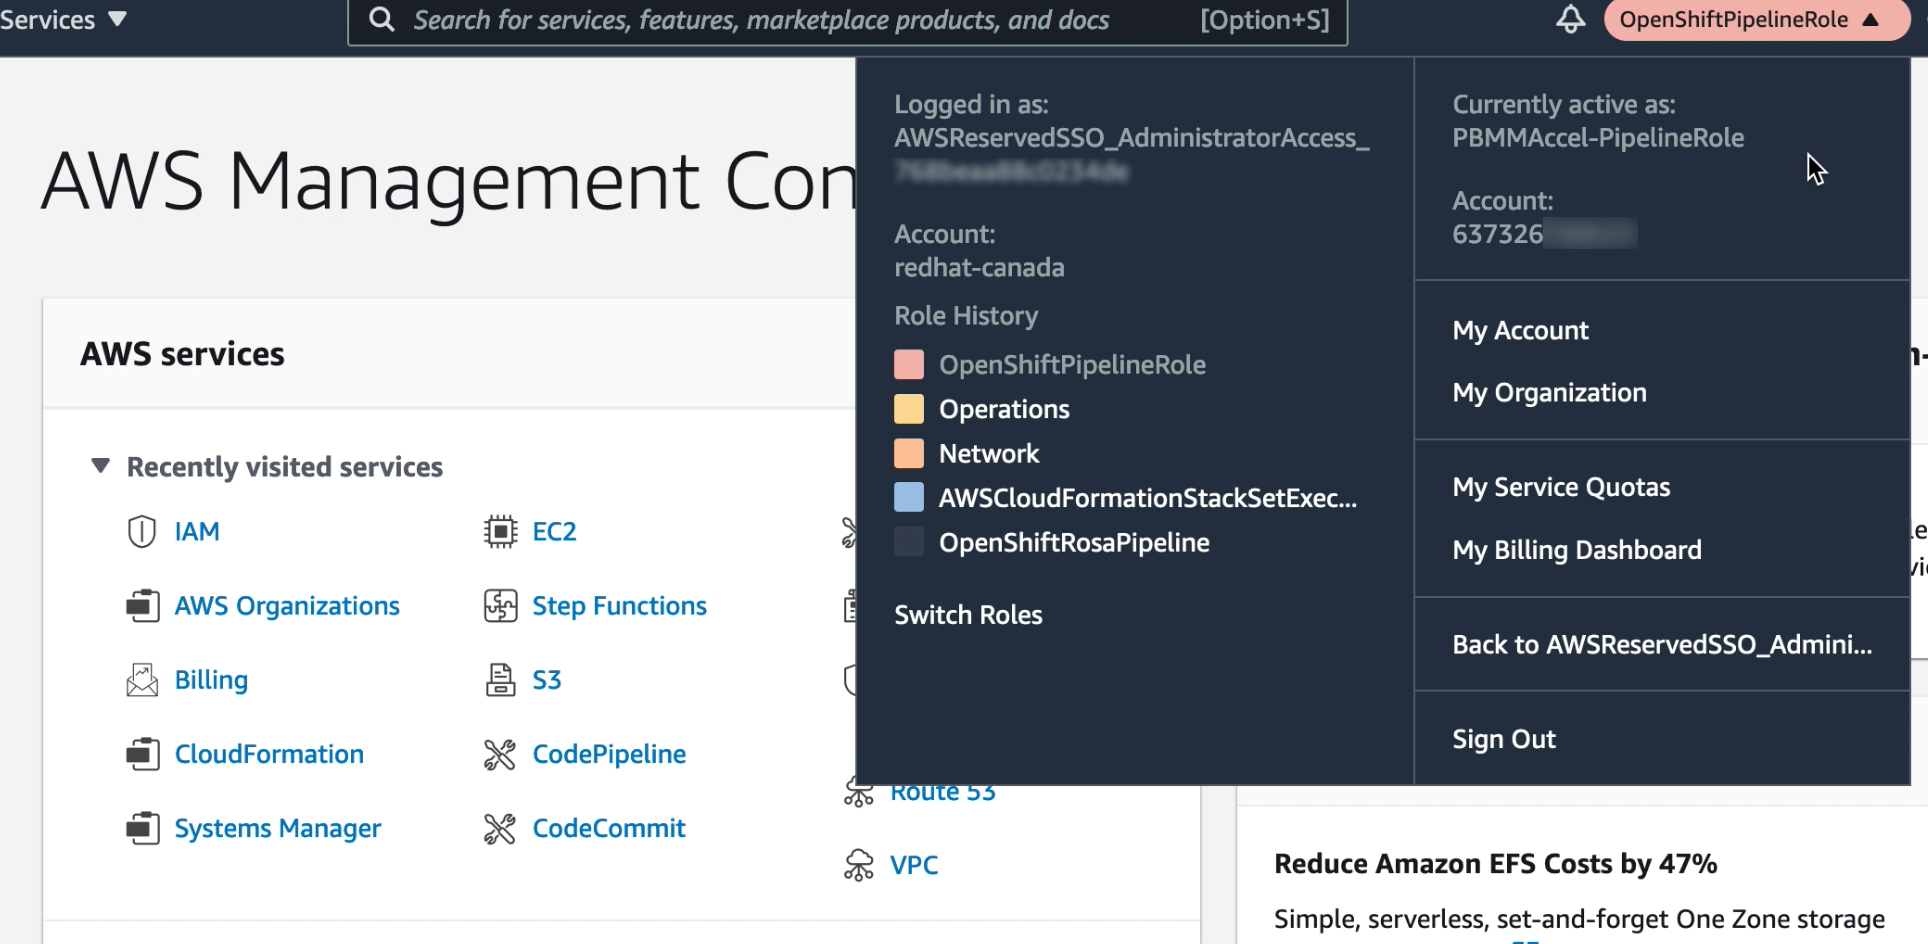 Services
Search for services, features, marketplace products, and docs [Option+S]
OpenShiftPipelineRole
AWS Management Con
Logged in as:
AWSReservedSSO_AdministratorAccess_
Account:
redhat-canada
Role History
OpenShiftPipelineRole
Operations
Network
AWSCloudFormationStackSetExec...
OpenShiftRosaPipeline
Switch Roles
Currently active as:
PBMMAccel-PipelineRole
Account:
637326
My Account
My Organization
My Service Quotas
My Billing Dashboard
Back to AWSReservedSSO_Admini...
Sign Out
AWS services
Recently visited services
IAM
AWS Organizations
Billing
CloudFormation
Systems Manager
EC2
Step Functions
S3
CodePipeline
CodeCommit
Route 53
VPC
Reduce Amazon EFS Costs by 47%
Simple, serverless, set-and-forget One Zone storage